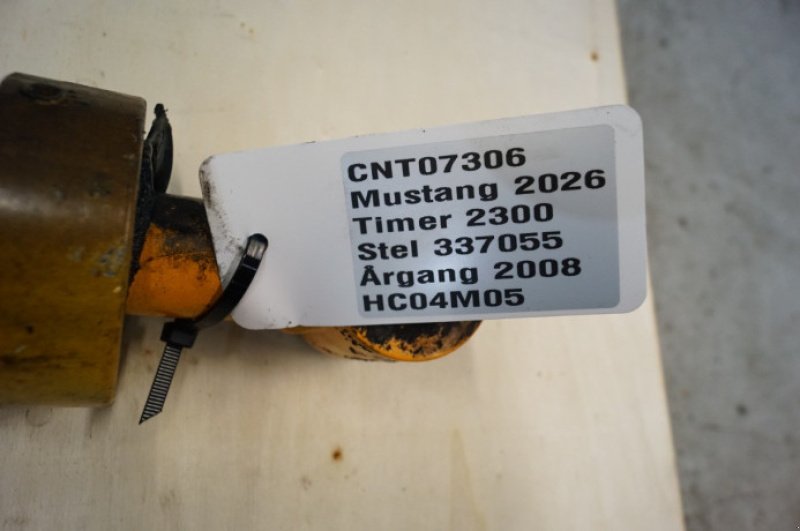 CNT07306
Mustang 2026
Timer 2300
Stel 337055
Årgang 2008
HC04M05